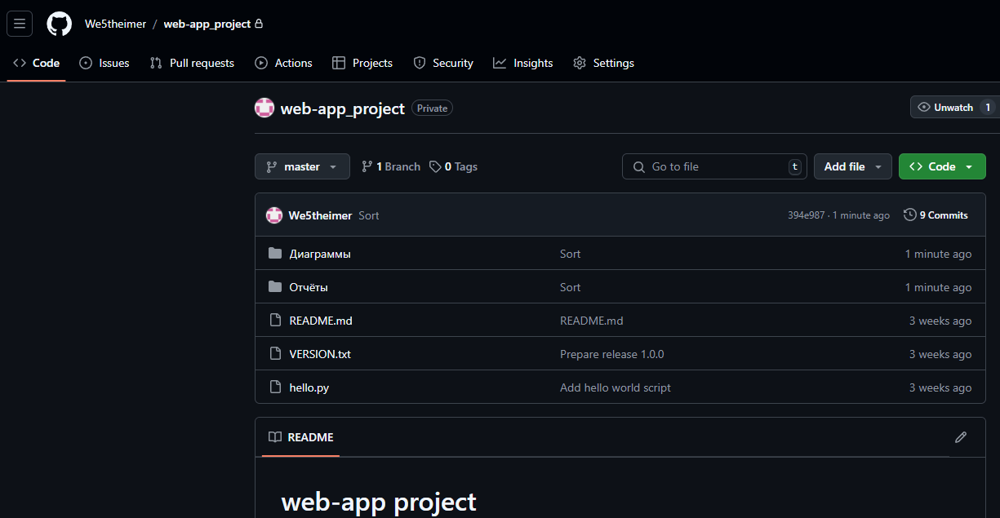 We5theimer / web-app_project
Code Issues Pull requests Actions Projects Security Insights Settings
web-app_project Private Unwatch 1
master 1 Branch 0 Tags Go to file t Add file Code
We5theimer Sort 394e987 · 1 minute ago 9 Commits
Диаграммы Sort 1 minute ago
Отчёты Sort 1 minute ago
README.md README.md 3 weeks ago
VERSION.txt Prepare release 1.0.0 3 weeks ago
hello.py Add hello world script 3 weeks ago
README
web-app project